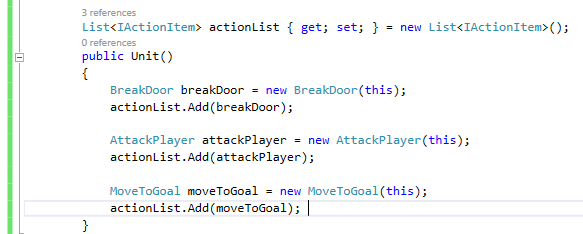 3 references
List<IActionItem> actionList { get; set; } = new List<IActionItem>();
0 references
public Unit()
{
BreakDoor breakDoor = new BreakDoor(this);
actionList.Add(breakDoor);
AttackPlayer attackPlayer = new AttackPlayer(this);
actionList.Add(attackPlayer);
MoveToGoal moveToGoal = new MoveToGoal(this);
actionList.Add(moveToGoal);
}